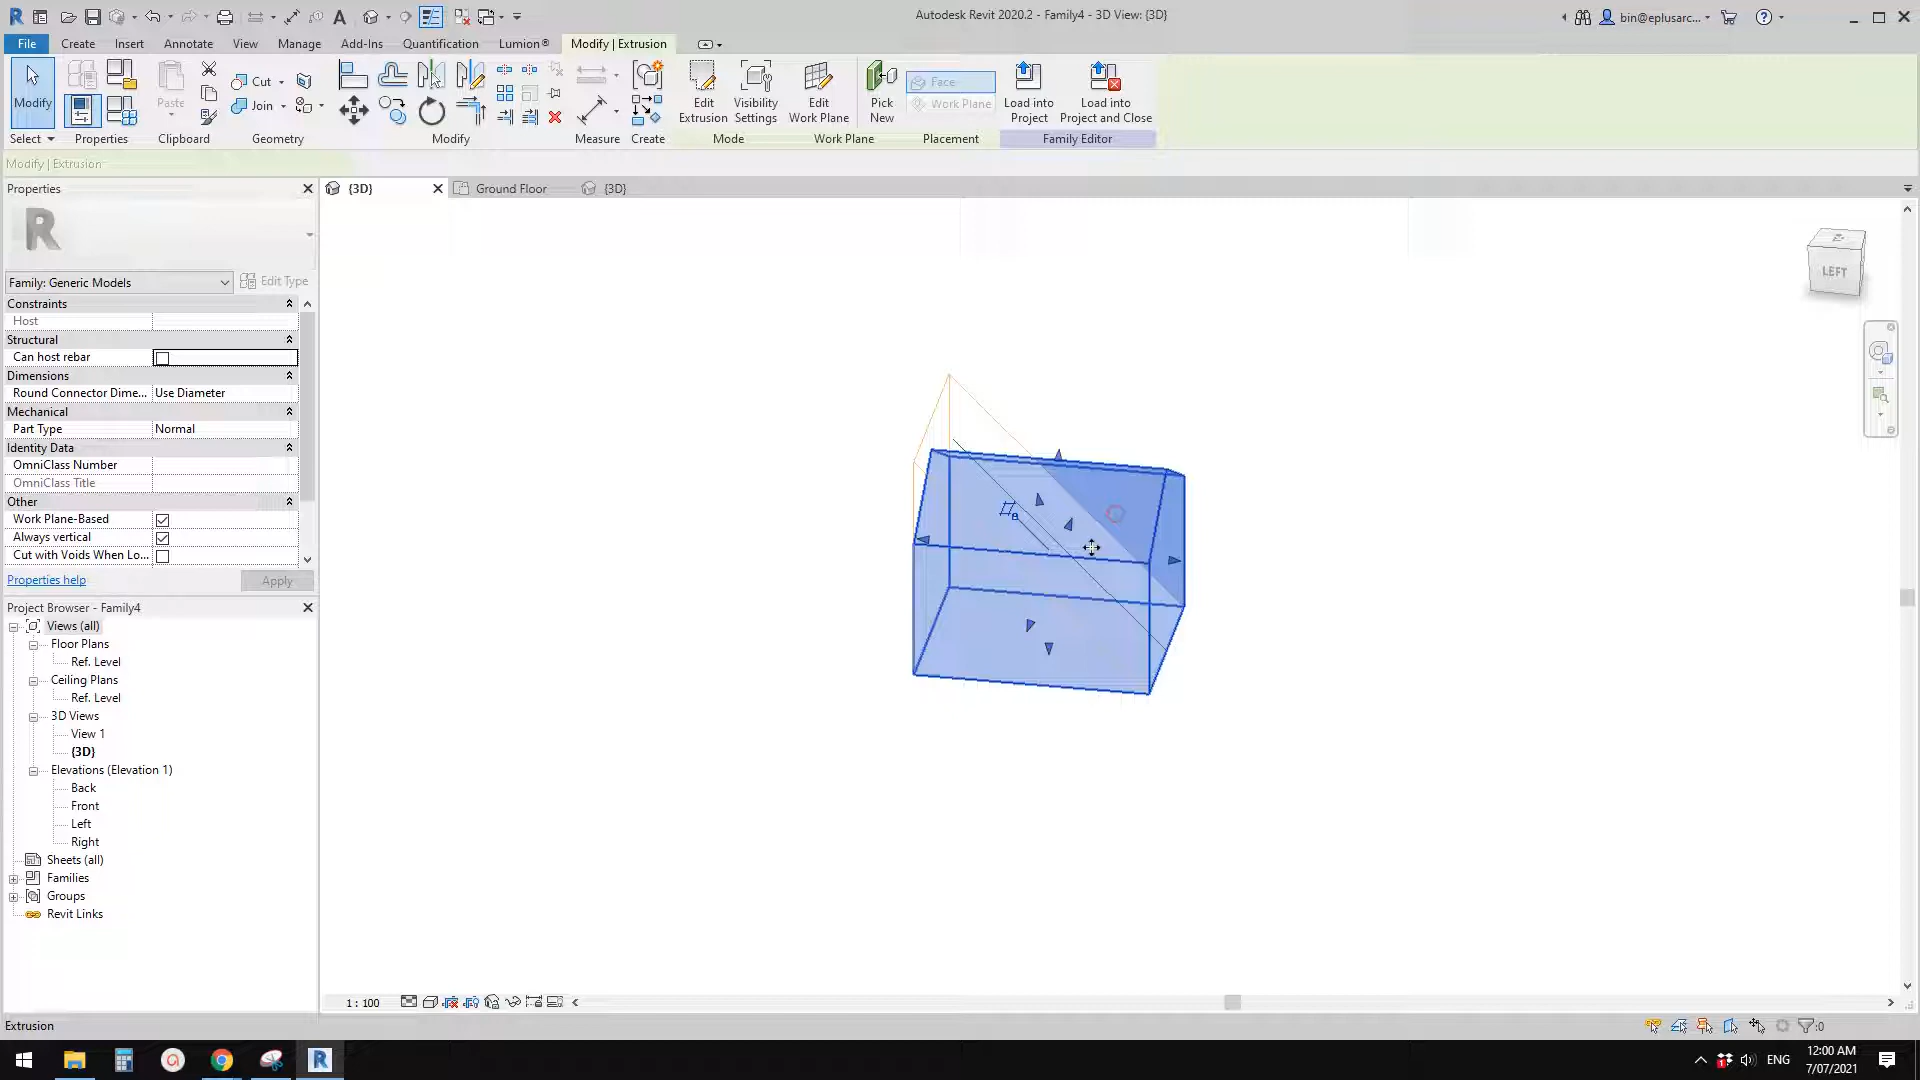 Autodesk Revit 2020.2 - Family4 - 3D View: {3D}
bin@eplusarc...
File Create Insert Annotate View Manage Add-Ins Quantification Lumion® Modify | Extrusion
Modify
Paste
Cut
Join
Edit Extrusion
Visibility Settings
Edit Work Plane
Pick New
Face
Work Plane
Load into Project
Load into Project and Close
Select Properties Clipboard Geometry Modify Measure Create Mode Work Plane Placement Family Editor
Modify | Extrusion
Properties
{3D}
Ground Floor
{3D}
R
Family: Generic Models
Edit Type
Constraints
Host
Structural
Can host rebar
Dimensions
Round Connector Dime... Use Diameter
Mechanical
Part Type Normal
Identity Data
OmniClass Number
OmniClass Title
Other
Work Plane-Based
Always vertical
Cut with Voids When Lo...
Properties help
Apply
LEFT
Project Browser - Family4
Views (all)
Floor Plans
Ref. Level
Ceiling Plans
Ref. Level
3D Views
View 1
{3D}
Elevations (Elevation 1)
Back
Front
Left
Right
Sheets (all)
Families
Groups
Revit Links
1 : 100
Extrusion
:0
ENG
12:00 AM
7/07/2021